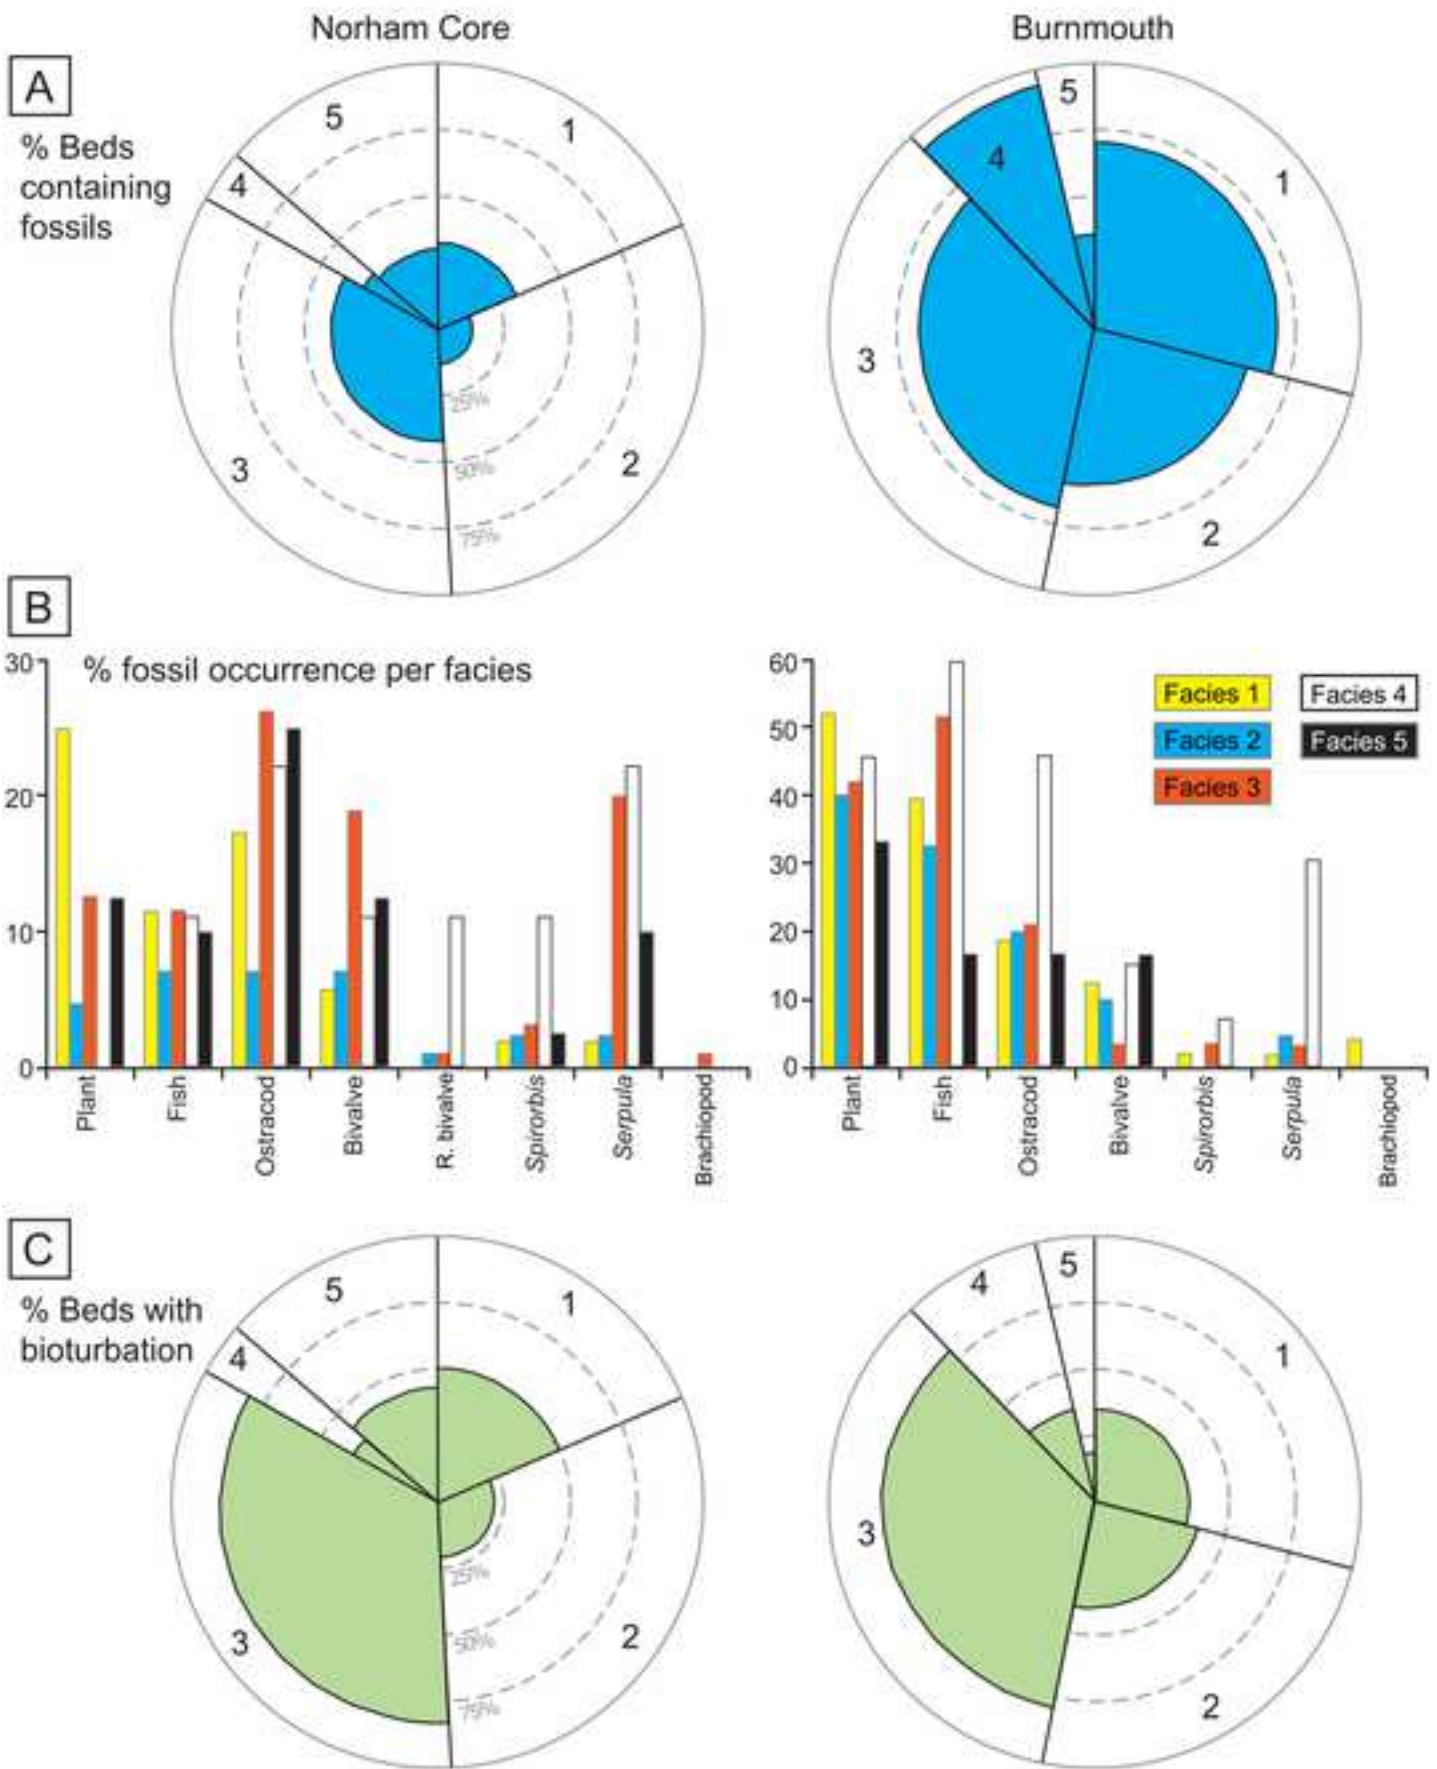 Norham Core
Burnmouth
A
% Beds
containing
fossils
5
1
4
3
2
25%
50%
75%
5
4
1
3
2
B
% fossil occurrence per facies
30
20
10
0
Plant
Fish
Ostracod
Bivalve
R. bivalve
Spirorbis
Serpula
Brachiopod
60
50
40
30
20
10
0
Facies 1
Facies 4
Facies 2
Facies 5
Facies 3
Plant
Fish
Ostracod
Bivalve
Spirorbis
Serpula
Brachiopod
C
% Beds with
bioturbation
5
1
4
3
2
25%
50%
75%
4
5
1
3
2